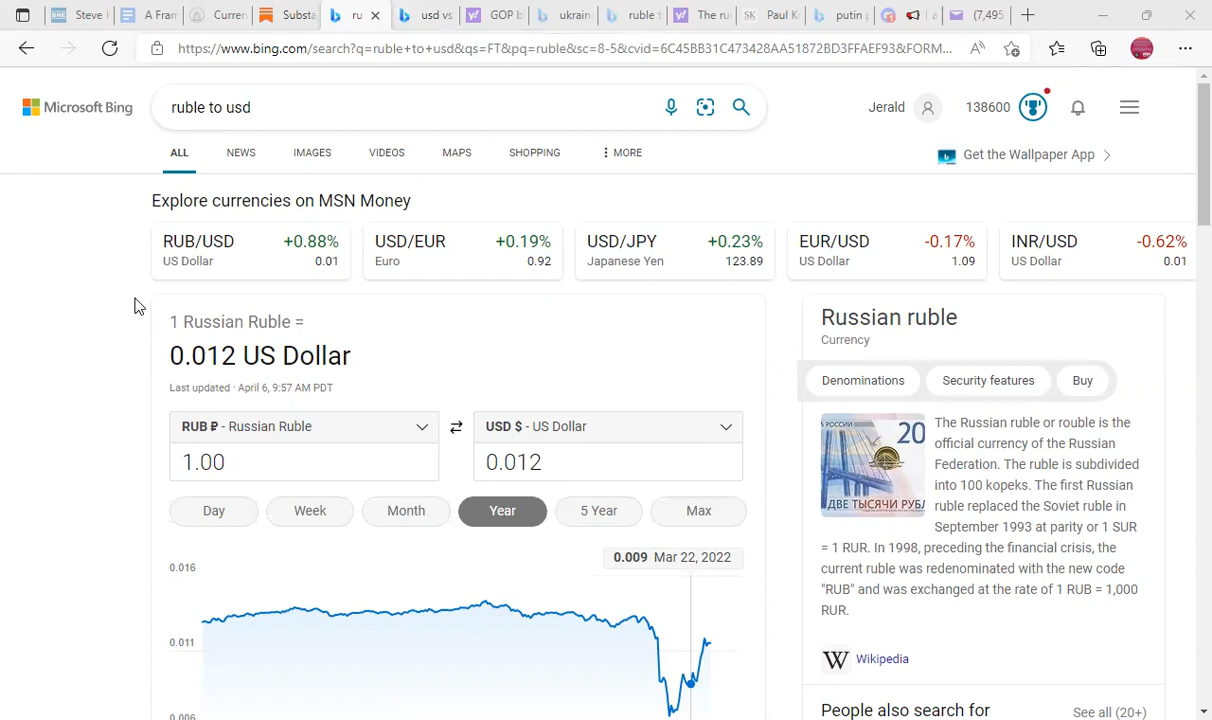 Steve
A Fram
Curren
Substa
ru
usd vs
GOP b
ukrain
ruble t
The ru
SK
Paul K
putin p
(7,495
https://www.bing.com/search?q=ruble+to+usd&qs=FT&pq=ruble&sc=8-5&cvid=6C45BB31C473428AA51872BD3FFAEF93&FORM...
Microsoft Bing
ruble to usd
Jerald
138600
ALL
NEWS
IMAGES
VIDEOS
MAPS
SHOPPING
MORE
Get the Wallpaper App
Explore currencies on MSN Money
RUB/USD +0.88%
US Dollar 0.01
USD/EUR +0.19%
Euro 0.92
USD/JPY +0.23%
Japanese Yen 123.89
EUR/USD -0.17%
US Dollar 1.09
INR/USD -0.62%
US Dollar 0.01
1 Russian Ruble =
0.012 US Dollar
Last updated · April 6, 9:57 AM PDT
RUB ₽ - Russian Ruble
USD $ - US Dollar
1.00
0.012
Day
Week
Month
Year
5 Year
Max
0.009 Mar 22, 2022
0.016
0.011
0.006
Russian ruble
Currency
Denominations
Security features
Buy
РОССИИ
20
ДВЕ ТЫСЯЧИ РУБЛ
The Russian ruble or rouble is the
official currency of the Russian
Federation. The ruble is subdivided
into 100 kopeks. The first Russian
ruble replaced the Soviet ruble in
September 1993 at parity or 1 SUR
= 1 RUR. In 1998, preceding the financial crisis, the
current ruble was redenominated with the new code
"RUB" and was exchanged at the rate of 1 RUB = 1,000
RUR.
W Wikipedia
People also search for
See all (20+)